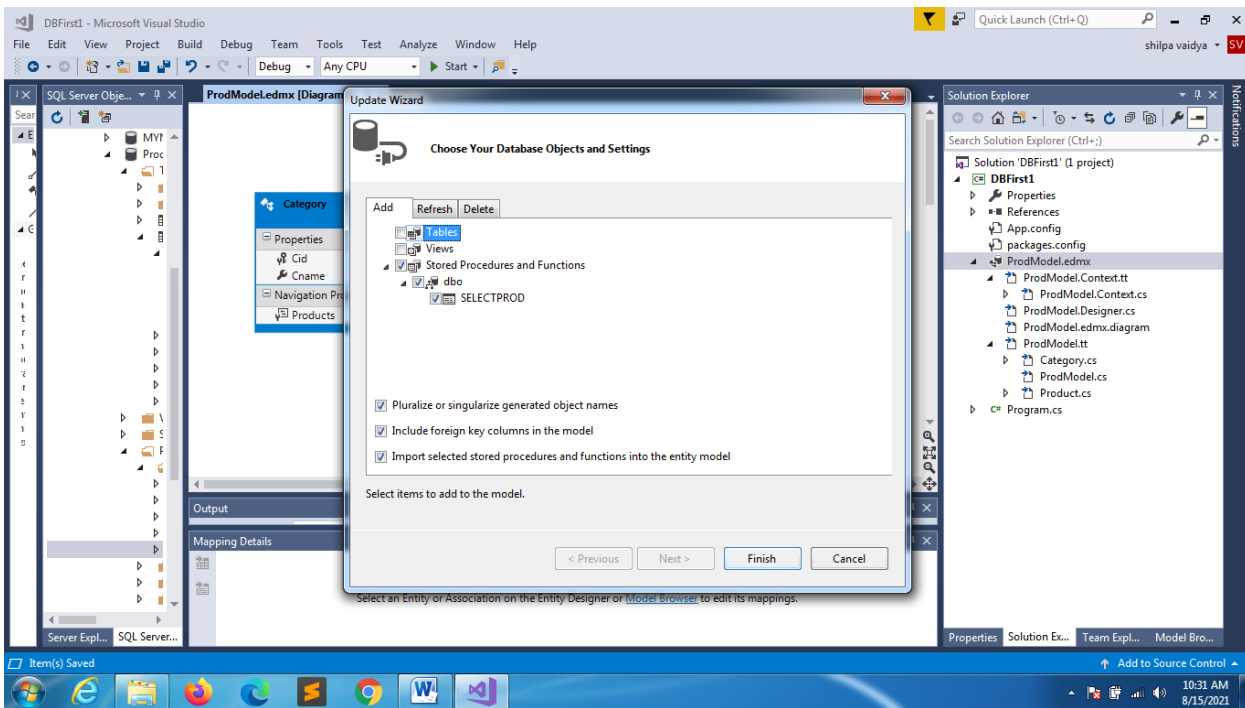 DBFirst1 - Microsoft Visual Studio
Quick Launch (Ctrl+Q)
File Edit View Project Build Debug Team Tools Test Analyze Window Help
shilpa vaidya SV
Debug Any CPU Start
SQL Server Obje...
ProdModel.edmx [Diagram
Sear
MYN
Proc
Category
Properties
Cid
Cname
Navigation Pro
Products
Update Wizard
Choose Your Database Objects and Settings
Add Refresh Delete
Tables
Views
Stored Procedures and Functions
dbo
SELECTPROD
Pluralize or singularize generated object names
Include foreign key columns in the model
Import selected stored procedures and functions into the entity model
Select items to add to the model.
< Previous Next > Finish Cancel
Output
Mapping Details
Select an Entity or Association on the Entity Designer or Model Browser to edit its mappings.
Server Expl... SQL Server...
Solution Explorer
Notifications
Search Solution Explorer (Ctrl+;)
Solution 'DBFirst1' (1 project)
DBFirst1
Properties
References
App.config
packages.config
ProdModel.edmx
ProdModel.Context.tt
ProdModel.Context.cs
ProdModel.Designer.cs
ProdModel.edmx.diagram
ProdModel.tt
Category.cs
ProdModel.cs
Product.cs
Program.cs
Properties Solution Ex... Team Expl... Model Bro...
Item(s) Saved
Add to Source Control
10:31 AM
8/15/2021